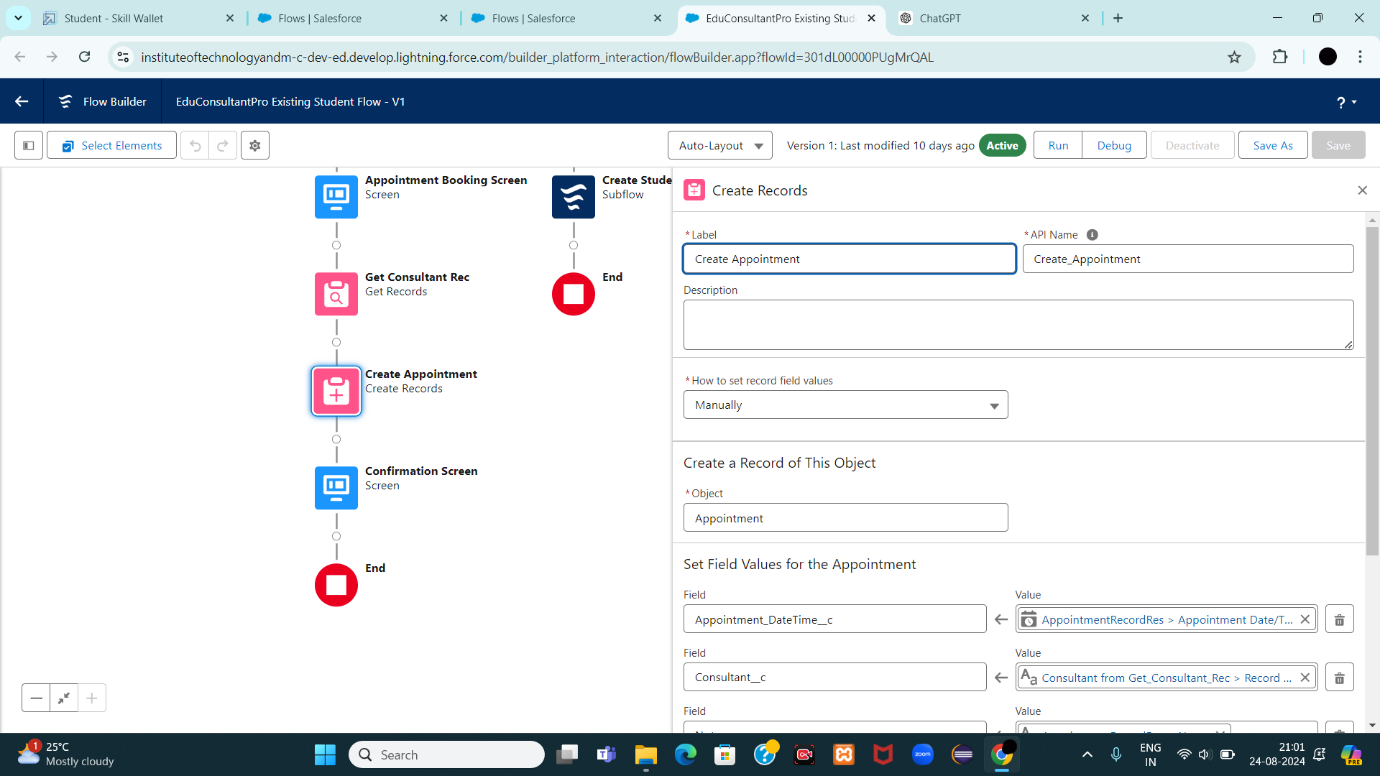 Student - Skill Wallet
Flows | Salesforce
Flows | Salesforce
EduConsultantPro Existing Stud
ChatGPT
instituteoftechnologyandm-c-dev-ed.develop.lightning.force.com/builder_platform_interaction/flowBuilder.app?flowId=301dL00000PUgMrQAL
Flow Builder
EduConsultantPro Existing Student Flow - V1
?
Select Elements
Auto-Layout
Version 1: Last modified 10 days ago
Active
Run
Debug
Deactivate
Save As
Save
Appointment Booking Screen
Screen
Create Stude
Subflow
Get Consultant Rec
Get Records
End
Create Appointment
Create Records
Confirmation Screen
Screen
End
Create Records
*Label
Create Appointment
*API Name
Create_Appointment
Description
*How to set record field values
Manually
Create a Record of This Object
*Object
Appointment
Set Field Values for the Appointment
Field
Value
Appointment_DateTime__c
AppointmentRecordRes > Appointment Date/T...
Field
Value
Consultant__c
Aa Consultant from Get_Consultant_Rec > Record ...
Field
Value
1
25°C
Mostly cloudy
Search
zoom
ENG
IN
21:01
24-08-2024
PRE